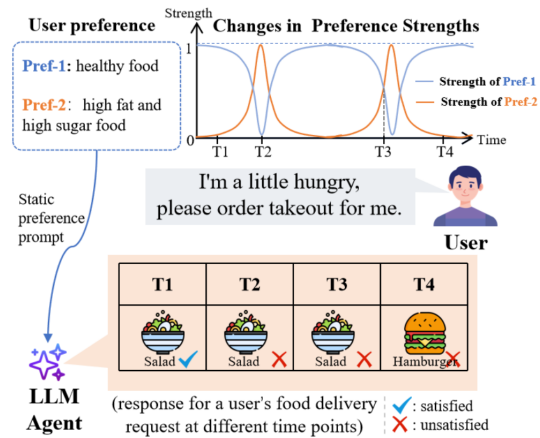 User preference
Pref-1: healthy food
Pref-2: high fat and
high sugar food
Strength
Changes in Preference Strengths
1
0
Strength of Pref-1
Strength of Pref-2
T1
T2
T3
T4
Time
Static
preference
prompt
I'm a little hungry,
please order takeout for me.
User
T1
T2
T3
T4
Salad
Salad
Salad
Hamburger
LLM
Agent
(response for a user's food delivery
request at different time points)
: satisfied
: unsatisfied